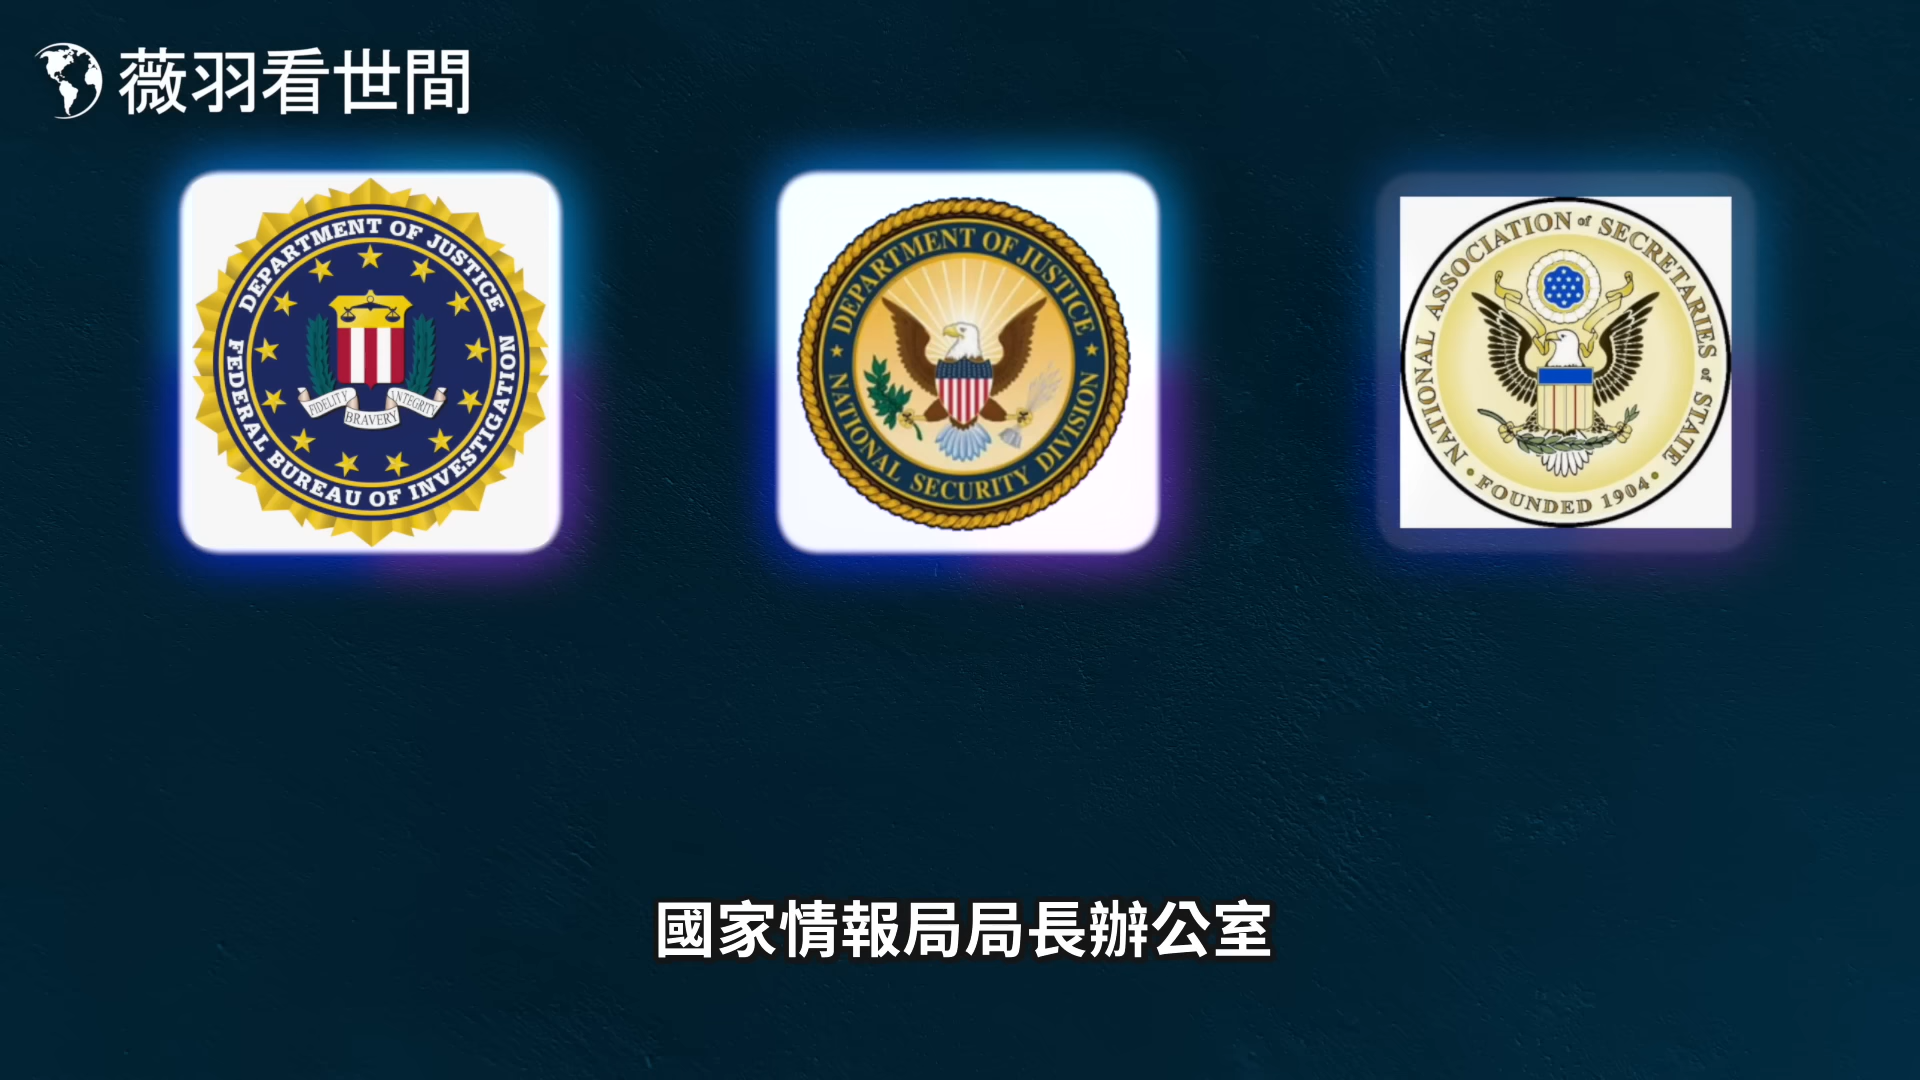 薇羽看世間
DEPARTMENT OF JUSTICE
FEDERAL BUREAU OF INVESTIGATION
FIDELITY
BRAVERY
INTEGRITY
DEPARTMENT OF JUSTICE
NATIONAL SECURITY DIVISION
NATIONAL ASSOCIATION of SECRETARIES of STATE
FOUNDED 1904
國家情報局局長辦公室